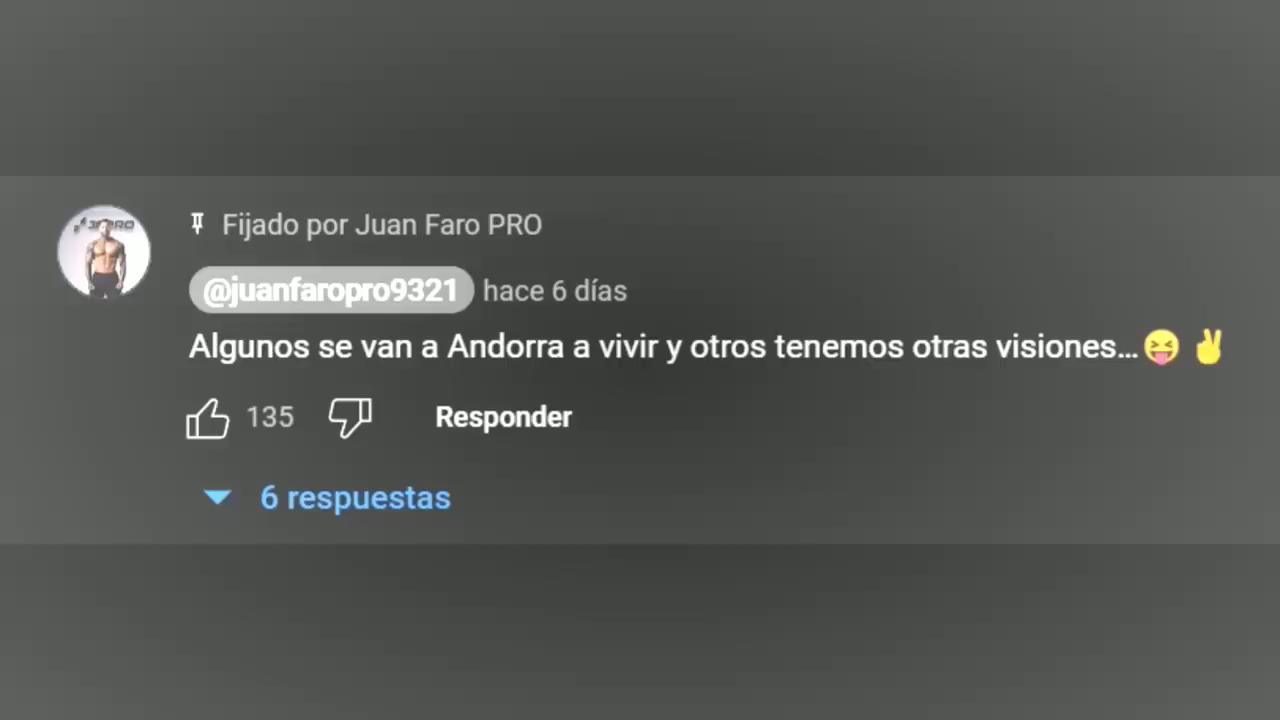 Fijado por Juan Faro PRO
@juanfaropro9321 hace 6 días
Algunos se van a Andorra a vivir y otros tenemos otras visiones...😝 ✌️
135 Responder
6 respuestas